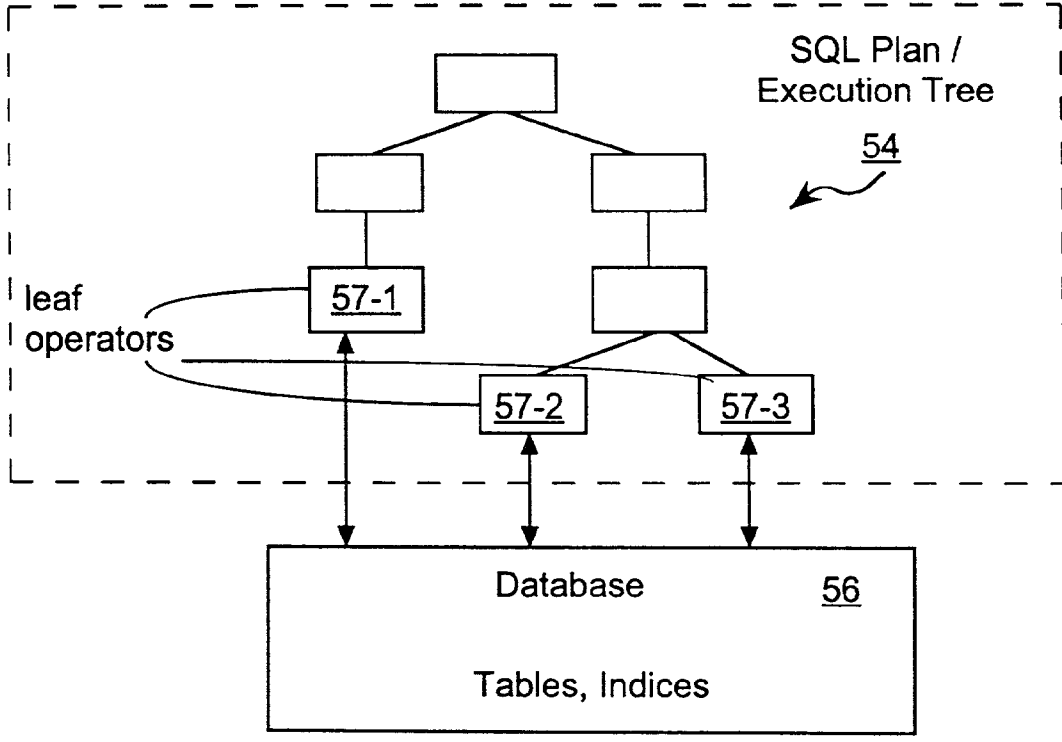 SQL Plan /
Execution Tree
54
leaf
operators
57-1
57-2
57-3
Database
56
Tables, Indices